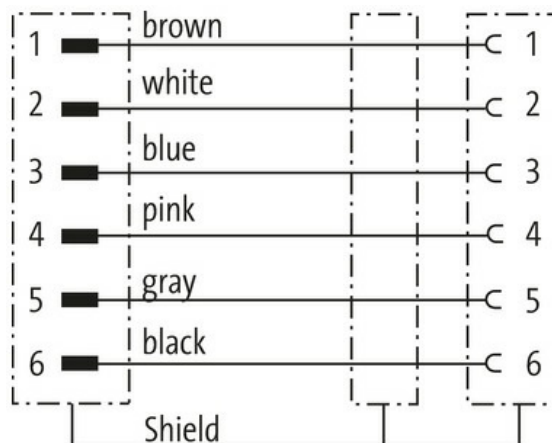 1 brown 1
2 white 2
3 blue 3
4 pink 4
5 gray 5
6 black 6
Shield